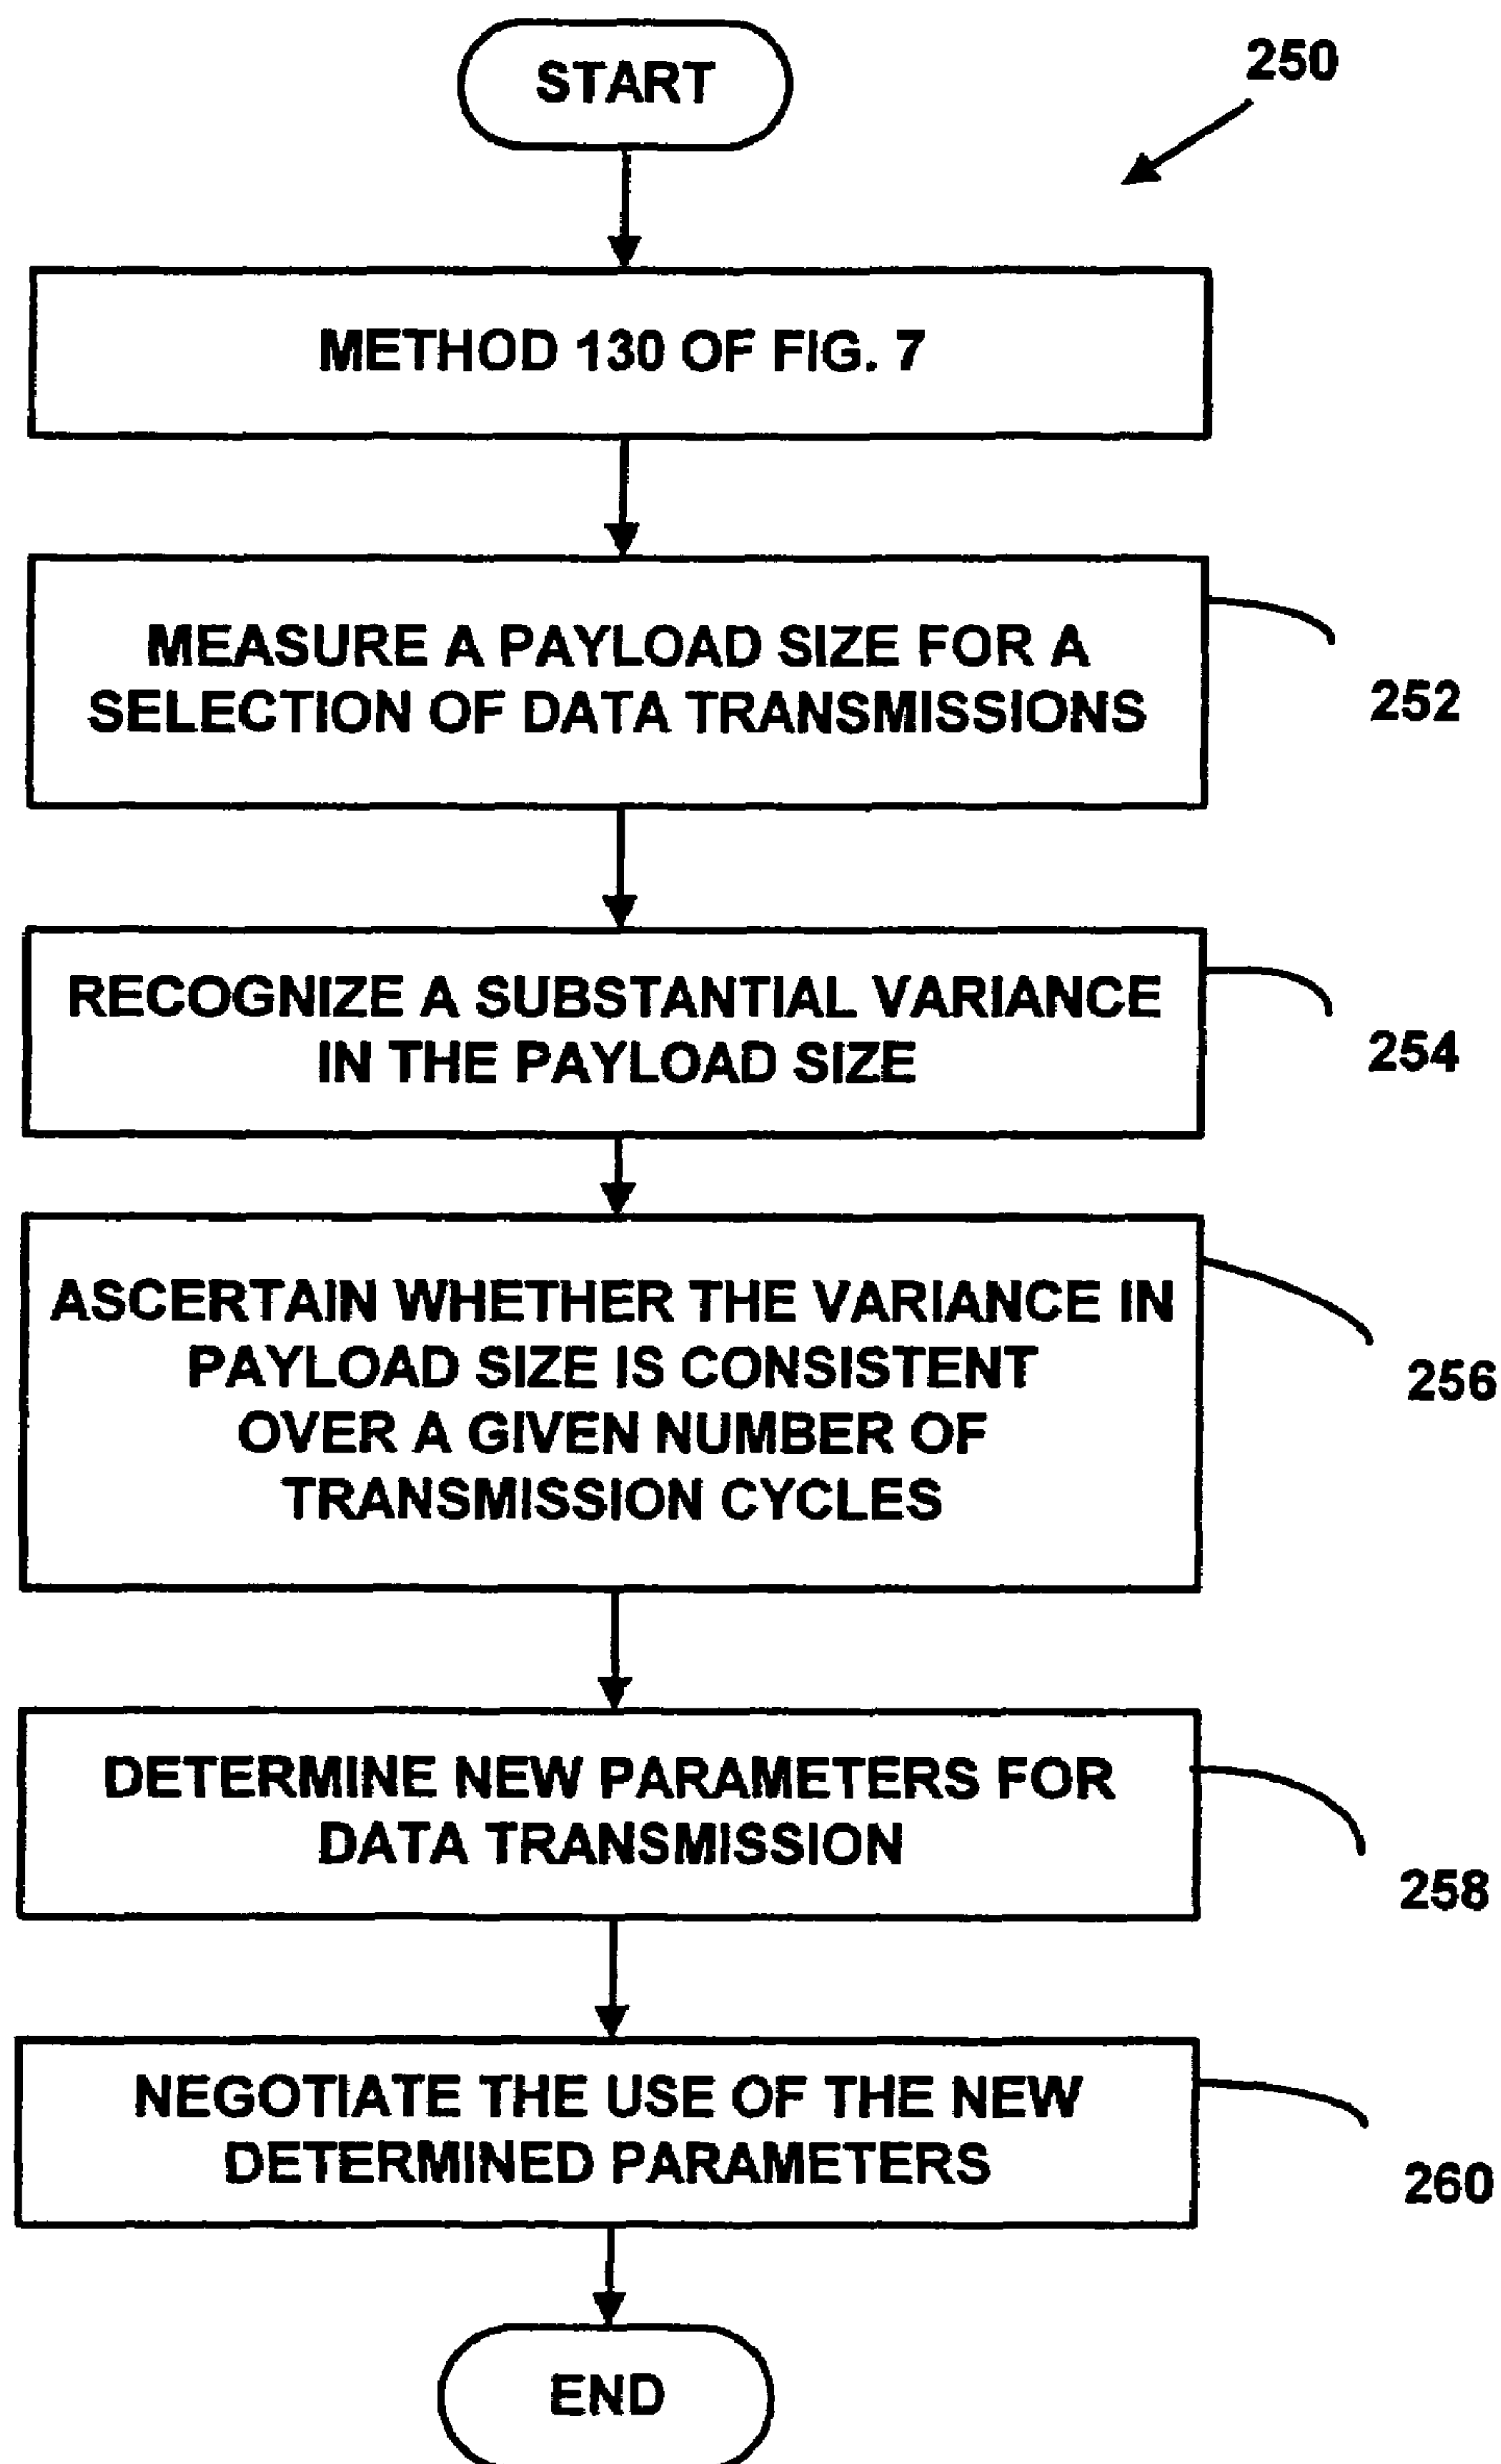 START
250
METHOD 130 OF FIG. 7
MEASURE A PAYLOAD SIZE FOR A
SELECTION OF DATA TRANSMISSIONS
252
RECOGNIZE A SUBSTANTIAL VARIANCE
IN THE PAYLOAD SIZE
254
ASCERTAIN WHETHER THE VARIANCE IN
PAYLOAD SIZE IS CONSISTENT
OVER A GIVEN NUMBER OF
TRANSMISSION CYCLES
256
DETERMINE NEW PARAMETERS FOR
DATA TRANSMISSION
258
NEGOTIATE THE USE OF THE NEW
DETERMINED PARAMETERS
260
END